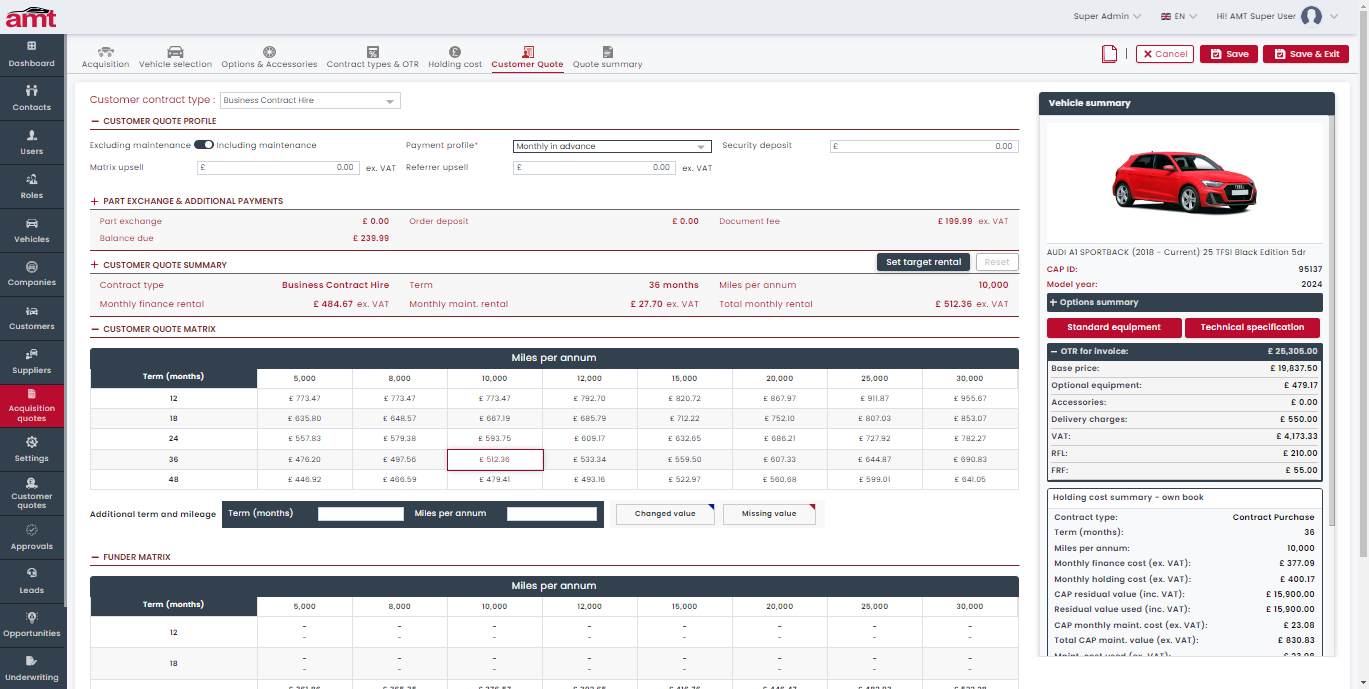 amt
Super Admin
EN
Hi! AMT Super User
Dashboard
Contacts
Users
Roles
Vehicles
Companies
Customers
Suppliers
Acquisition
quotes
Settings
Customer
quotes
Approvals
Leads
Opportunities
Underwriting
Acquisition
Vehicle selection
Options & Accessories
Contract types & OTR
Holding cost
Customer Quote
Quote summary
Cancel
Save
Save & Exit
Customer contract type : Business Contract Hire
CUSTOMER QUOTE PROFILE
Excluding maintenance Including maintenance Payment profile* Monthly in advance Security deposit £ 0.00
Matrix upsell £ 0.00 ex. VAT Referrer upsell £ 0.00 ex. VAT
+ PART EXCHANGE & ADDITIONAL PAYMENTS
Part exchange £ 0.00 Order deposit £ 0.00 Document fee £ 199.99 ex. VAT
Balance due £ 239.99
+ CUSTOMER QUOTE SUMMARY Set target rental Reset
Contract type Business Contract Hire Term 36 months Miles per annum 10,000
Monthly finance rental £ 484.67 ex. VAT Monthly maint. rental £ 27.70 ex. VAT Total monthly rental £ 512.36 ex. VAT
CUSTOMER QUOTE MATRIX
Miles per annum
Term (months) 5,000 8,000 10,000 12,000 15,000 20,000 25,000 30,000
12 £ 773.47 £ 773.47 £ 773.47 £ 792.70 £ 820.72 £ 867.97 £ 911.87 £ 955.67
18 £ 635.80 £ 648.57 £ 667.19 £ 685.79 £ 712.22 £ 752.10 £ 807.03 £ 853.07
24 £ 557.83 £ 579.38 £ 593.75 £ 609.17 £ 632.65 £ 686.21 £ 727.92 £ 782.27
36 £ 476.20 £ 497.56 £ 512.36 £ 533.34 £ 559.50 £ 607.33 £ 644.87 £ 690.83
48 £ 446.92 £ 466.59 £ 479.41 £ 493.16 £ 522.97 £ 560.68 £ 599.01 £ 641.05
Additional term and mileage Term (months) Miles per annum Changed value Missing value
FUNDER MATRIX
Miles per annum
Term (months) 5,000 8,000 10,000 12,000 15,000 20,000 25,000 30,000
12 - - - - - - - -
- - - - - - - -
18 - - - - - - - -
- - - - - - - -
Vehicle summary
AUDI A1 SPORTBACK (2018 - Current) 25 TFSI Black Edition 5dr
CAP ID: 95137
Model year: 2024
+ Options summary
Standard equipment
Technical specification
OTR for invoice: £ 25,305.00
Base price: £ 19,837.50
Optional equipment: £ 479.17
Accessories: £ 0.00
Delivery charges: £ 550.00
VAT: £ 4,173.33
RFL: £ 210.00
FRF: £ 55.00
Holding cost summary - own book
Contract type: Contract Purchase
Term (months): 36
Miles per annum: 10,000
Monthly finance cost (ex. VAT): £ 377.09
Monthly holding cost (ex. VAT): £ 400.17
CAP residual value (inc. VAT): £ 15,900.00
Residual value used (inc. VAT): £ 15,900.00
CAP monthly maint. cost (ex. VAT): £ 23.08
Total CAP maint. value (ex. VAT): £ 830.83
Maint. cost used (ex. VAT): £ 23.08